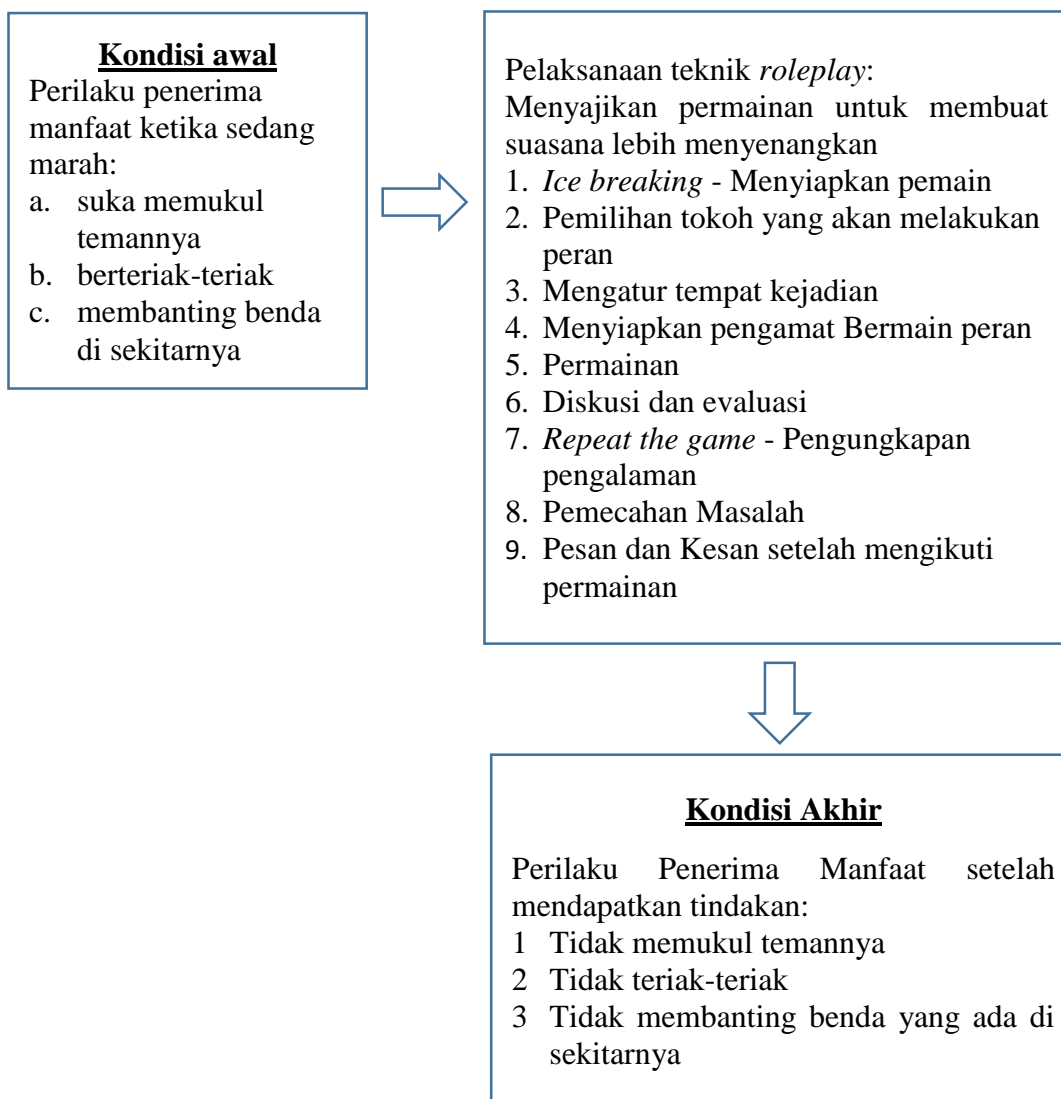 Kondisi awal
Perilaku penerima
manfaat ketika sedang
marah:
a. suka memukul
temannya
b. berteriak-teriak
c. membanting benda
di sekitarnya
Pelaksanaan teknik roleplay:
Menyajikan permainan untuk membuat
suasana lebih menyenangkan
1. Ice breaking - Menyiapkan pemain
2. Pemilihan tokoh yang akan melakukan
peran
3. Mengatur tempat kejadian
4. Menyiapkan pengamat Bermain peran
5. Permainan
6. Diskusi dan evaluasi
7. Repeat the game - Pengungkapan
pengalaman
8. Pemecahan Masalah
9. Pesan dan Kesan setelah mengikuti
permainan
Kondisi Akhir
Perilaku Penerima Manfaat setelah
mendapatkan tindakan:
1 Tidak memukul temannya
2 Tidak teriak-teriak
3 Tidak membanting benda yang ada di
sekitarnya